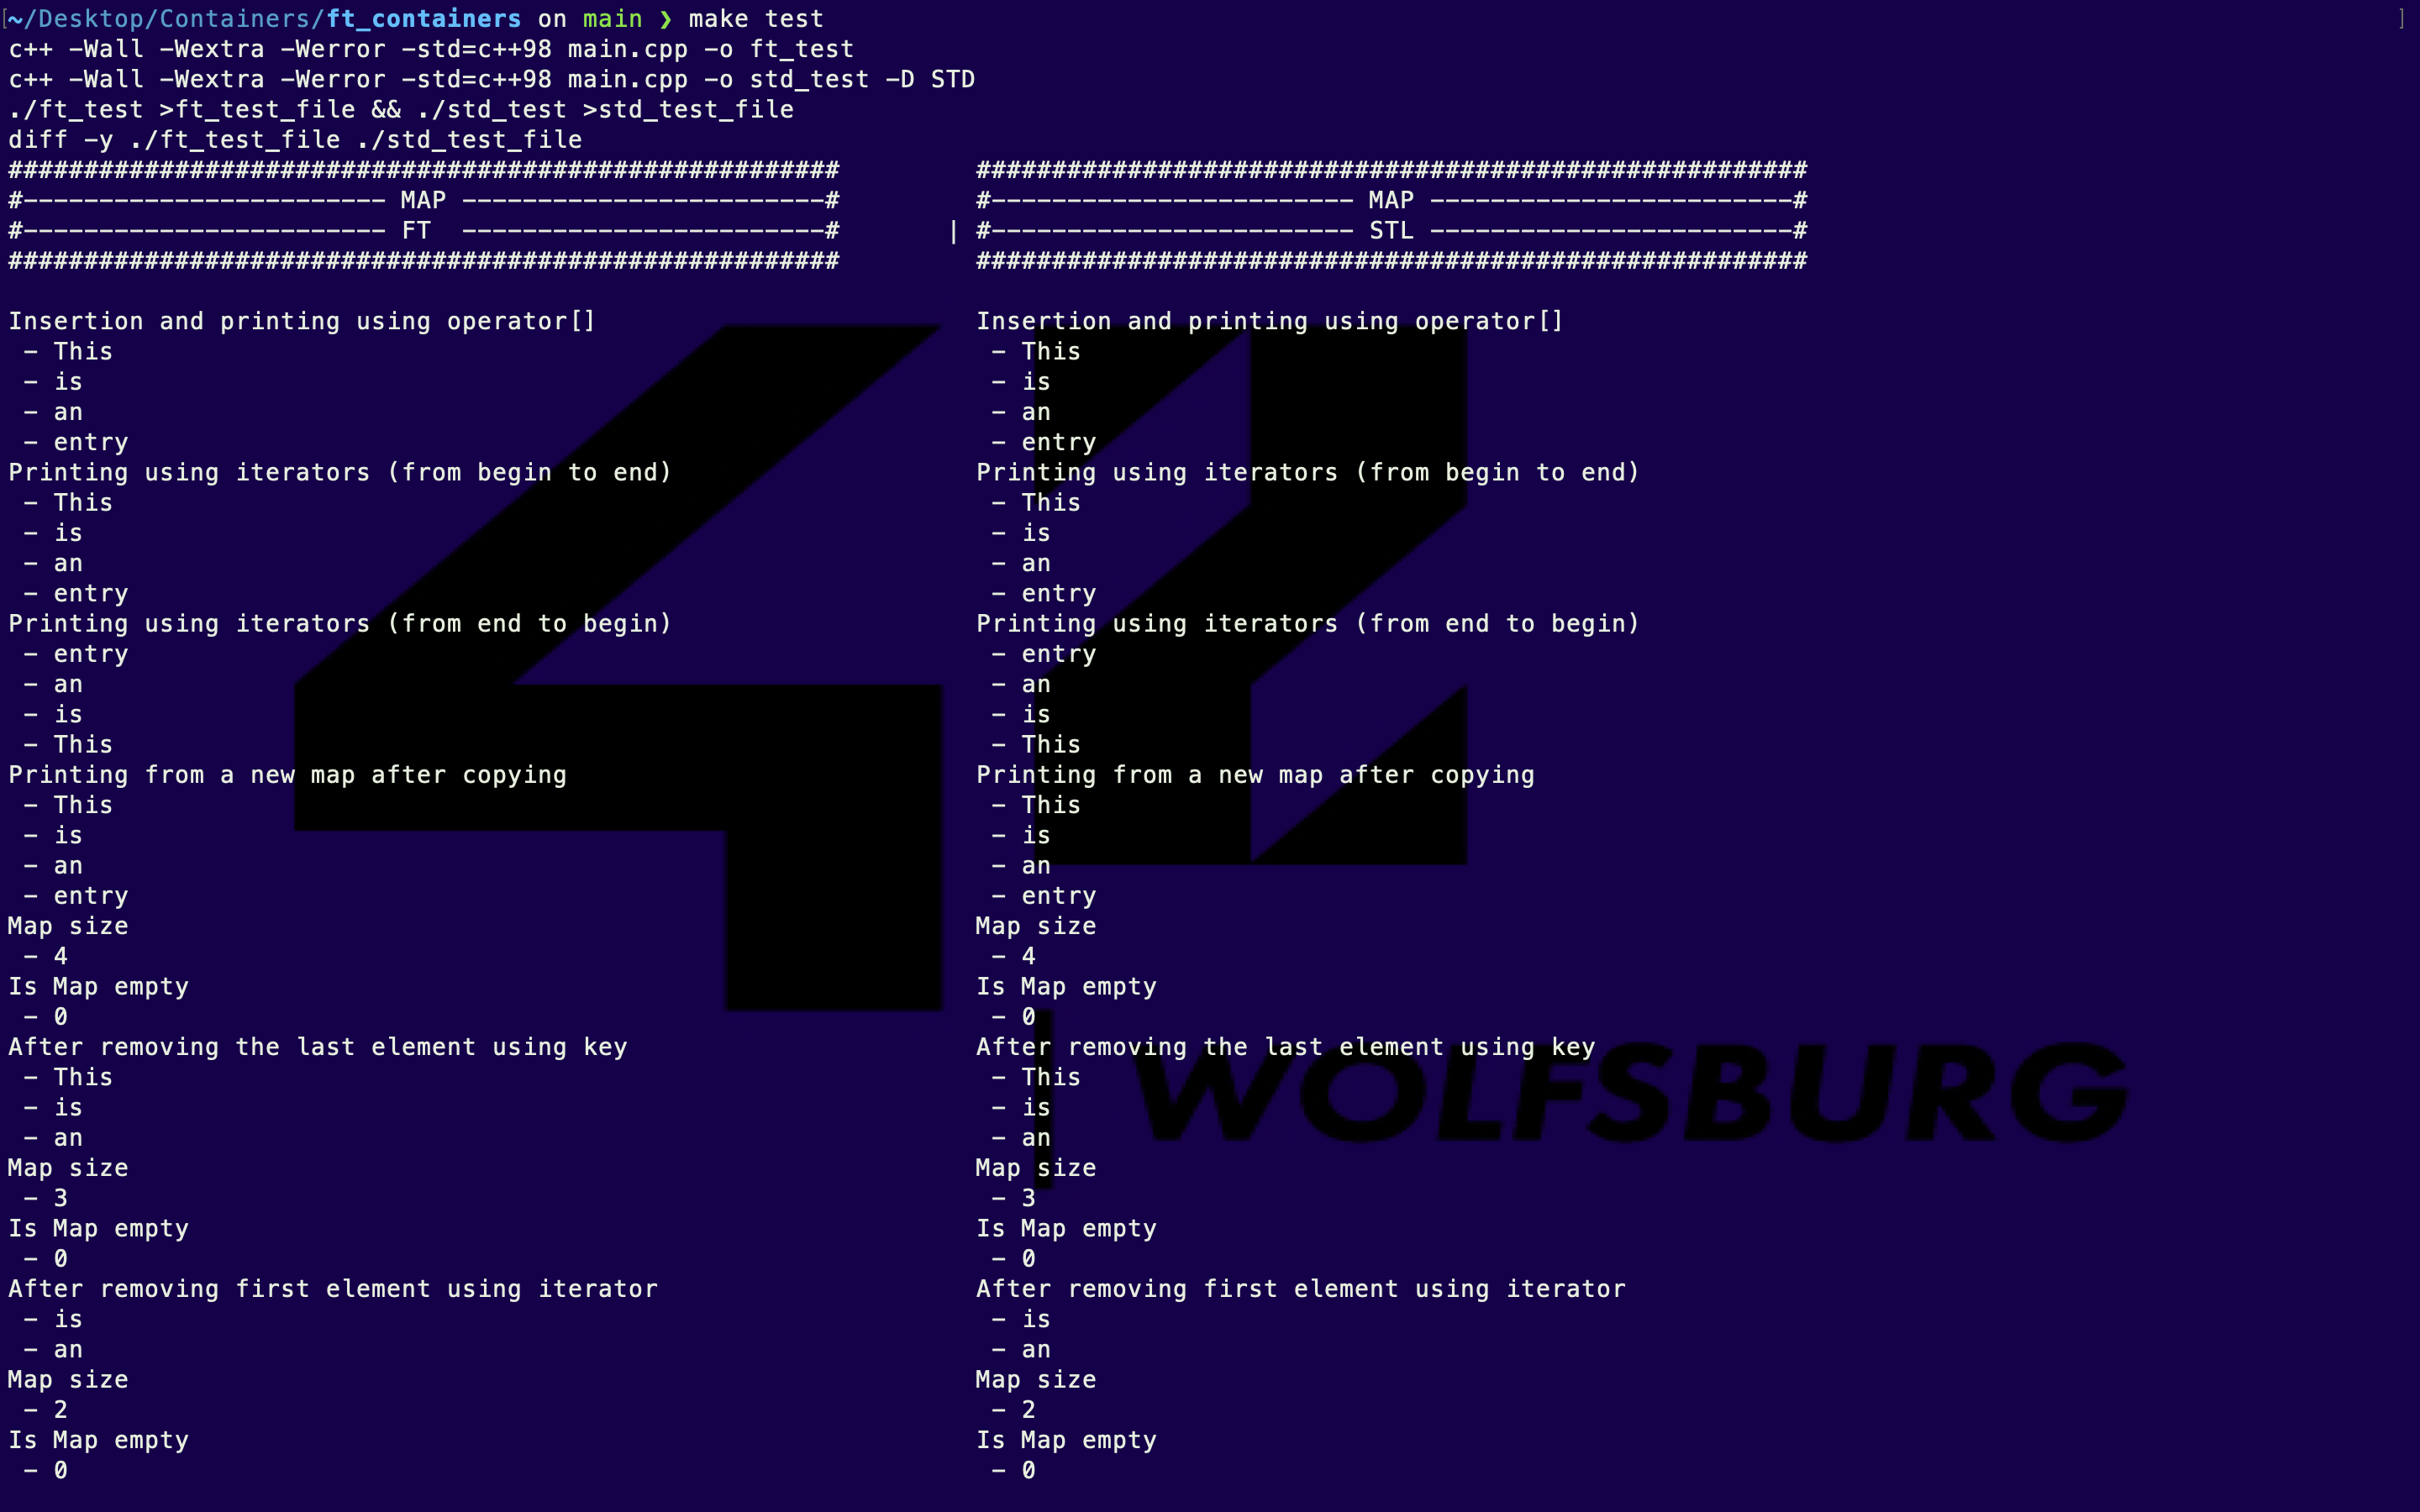 [~/Desktop/Containers/ft_containers on main ❯ make test ]
c++ -Wall -Wextra -Werror -std=c++98 main.cpp -o ft_test
c++ -Wall -Wextra -Werror -std=c++98 main.cpp -o std_test -D STD
./ft_test >ft_test_file && ./std_test >std_test_file
diff -y ./ft_test_file ./std_test_file
#######################################################         #######################################################
#------------------------ MAP ------------------------#         #------------------------ MAP ------------------------#
#------------------------ FT  ------------------------#       | #------------------------ STL ------------------------#
#######################################################         #######################################################

Insertion and printing using operator[]                         Insertion and printing using operator[]
 - This                                                          - This
 - is                                                            - is
 - an                                                            - an
 - entry                                                         - entry
Printing using iterators (from begin to end)                    Printing using iterators (from begin to end)
 - This                                                          - This
 - is                                                            - is
 - an                                                            - an
 - entry                                                         - entry
Printing using iterators (from end to begin)                    Printing using iterators (from end to begin)
 - entry                                                         - entry
 - an                                                            - an
 - is                                                            - is
 - This                                                          - This
Printing from a new map after copying                           Printing from a new map after copying
 - This                                                          - This
 - is                                                            - is
 - an                                                            - an
 - entry                                                         - entry
Map size                                                        Map size
 - 4                                                             - 4
Is Map empty                                                    Is Map empty
 - 0                                                             - 0
After removing the last element using key                       After removing the last element using key
 - This                                                          - This
 - is                                                            - is
 - an                                                            - an
Map size                                                        Map size
 - 3                                                             - 3
Is Map empty                                                    Is Map empty
 - 0                                                             - 0
After removing first element using iterator                     After removing first element using iterator
 - is                                                            - is
 - an                                                            - an
Map size                                                        Map size
 - 2                                                             - 2
Is Map empty                                                    Is Map empty
 - 0                                                             - 0
42
| WOLFSBURG